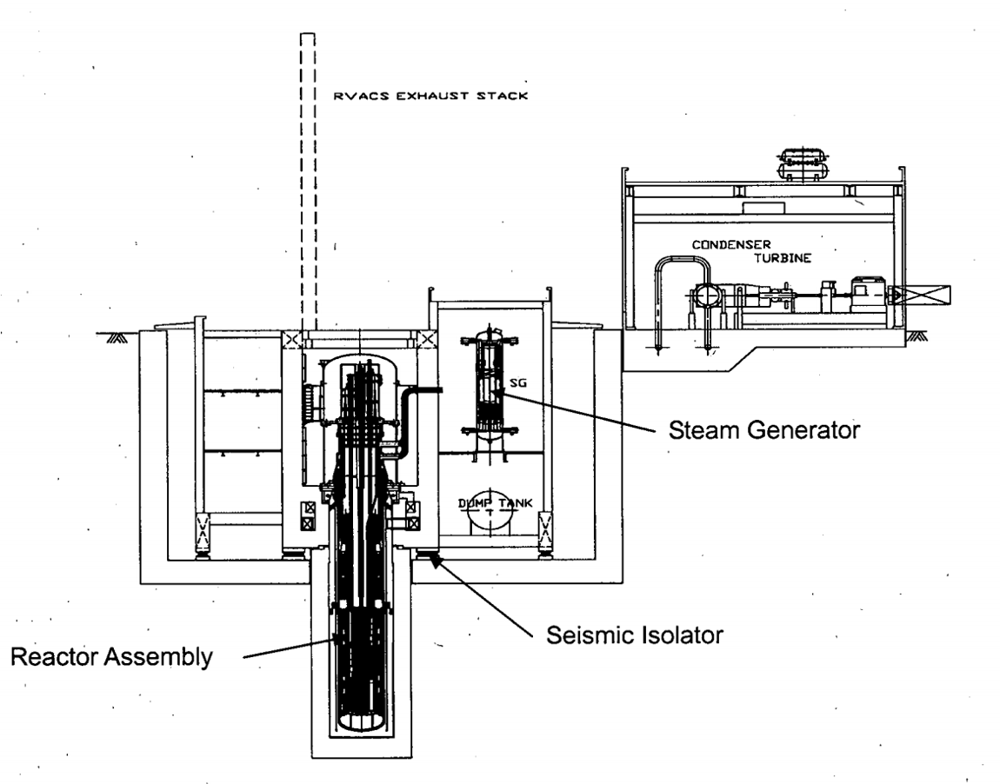 RVACS EXHAUST STACK
CONDENSER
TURBINE
SG
Steam Generator
DUMP TANK
Seismic Isolator
Reactor Assembly